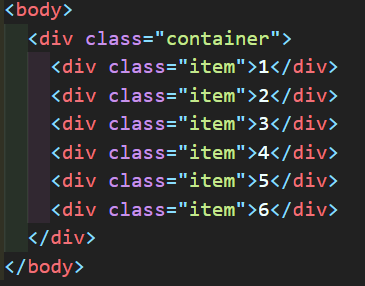 <body>
  <div class="container">
    <div class="item">1</div>
    <div class="item">2</div>
    <div class="item">3</div>
    <div class="item">4</div>
    <div class="item">5</div>
    <div class="item">6</div>
  </div>
</body>